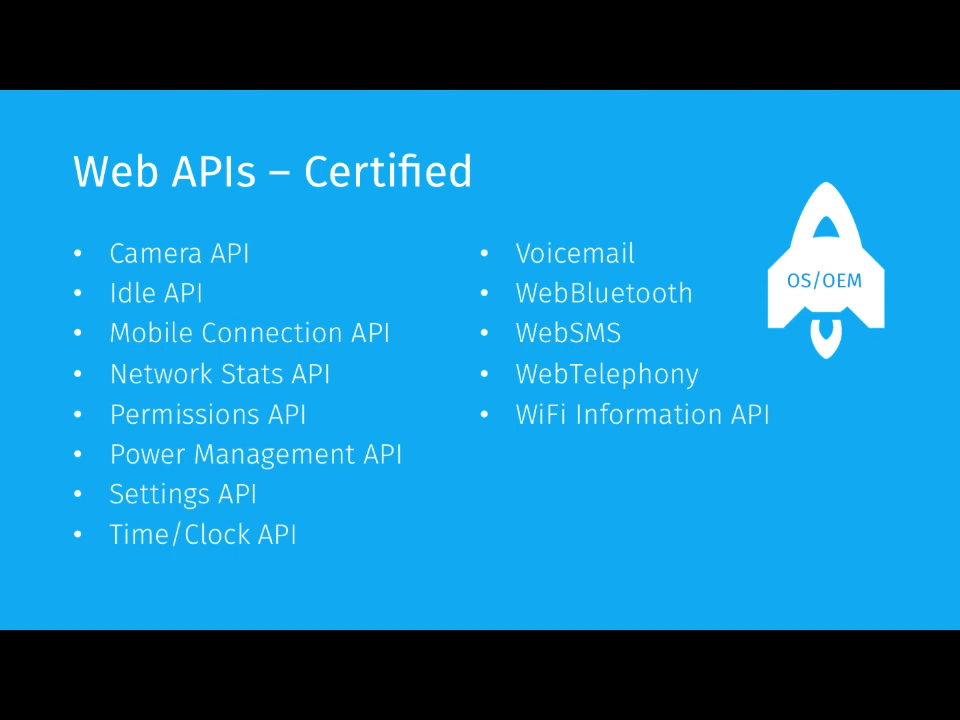 Web APIs – Certified
• Camera API
• Idle API
• Mobile Connection API
• Network Stats API
• Permissions API
• Power Management API
• Settings API
• Time/Clock API
• Voicemail
• WebBluetooth
• WebSMS
• WebTelephony
• WiFi Information API
OS/OEM